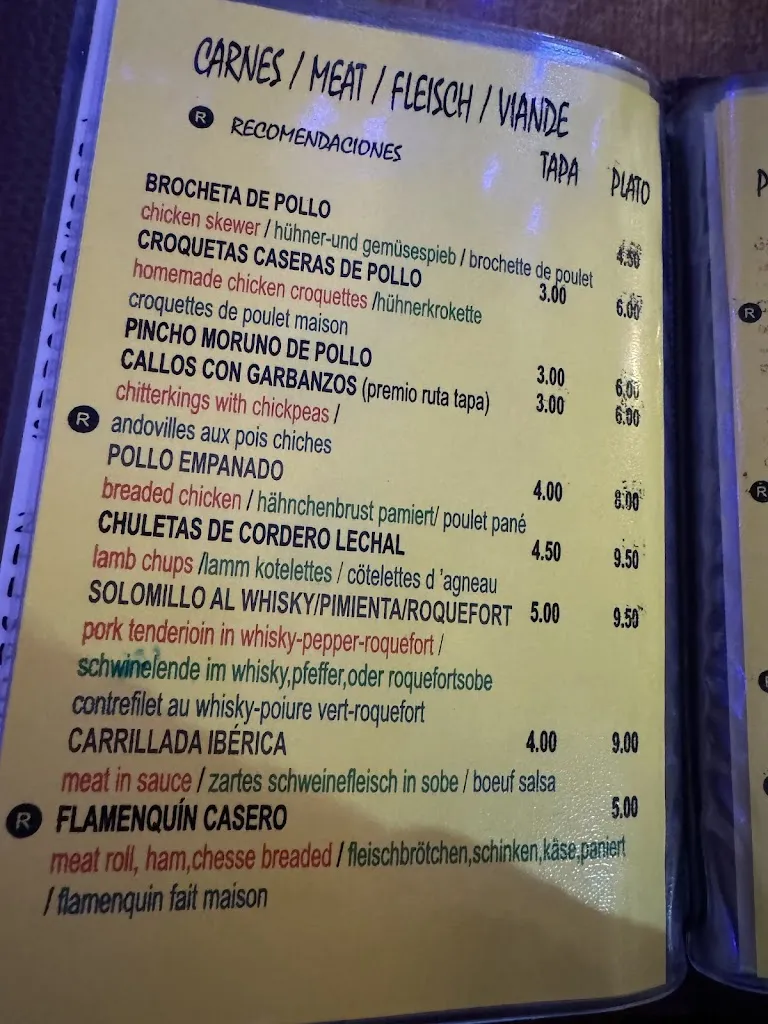 CARNES / MEAT / FLEISCH / VIANDE
R RECOMENDACIONES
TAPA PLATO
BROCHETA DE POLLO 4.50
chicken skewer / hühner-und gemüsespieb / brochette de poulet
CROQUETAS CASERAS DE POLLO 3.00 6.00
homemade chicken croquettes /hühnerkrokette
croquettes de poulet maison
PINCHO MORUNO DE POLLO 3.00 6.00
CALLOS CON GARBANZOS (premio ruta tapa) 3.00 6.00
chitterkings with chickpeas /
R andovilles aux pois chiches
POLLO EMPANADO 4.00 8.00
breaded chicken / hähnchenbrust pamiert/ poulet pané
CHULETAS DE CORDERO LECHAL 4.50 9.50
lamb chups /lamm kotelettes / côtelettes d 'agneau
SOLOMILLO AL WHISKY/PIMIENTA/ROQUEFORT 5.00 9.50
pork tenderioin in whisky-pepper-roquefort /
schwinelende im whisky,pfeffer,oder roquefortsobe
contrefilet au whisky-poiure vert-roquefort
CARRILLADA IBÉRICA 4.00 9.00
meat in sauce / zartes schweinefleisch in sobe / boeuf salsa
R FLAMENQUÍN CASERO 5.00
meat roll, ham,chesse breaded / fleischbrötchen,schinken,käse,paniert
/ flamenquin fait maison
P
R
R